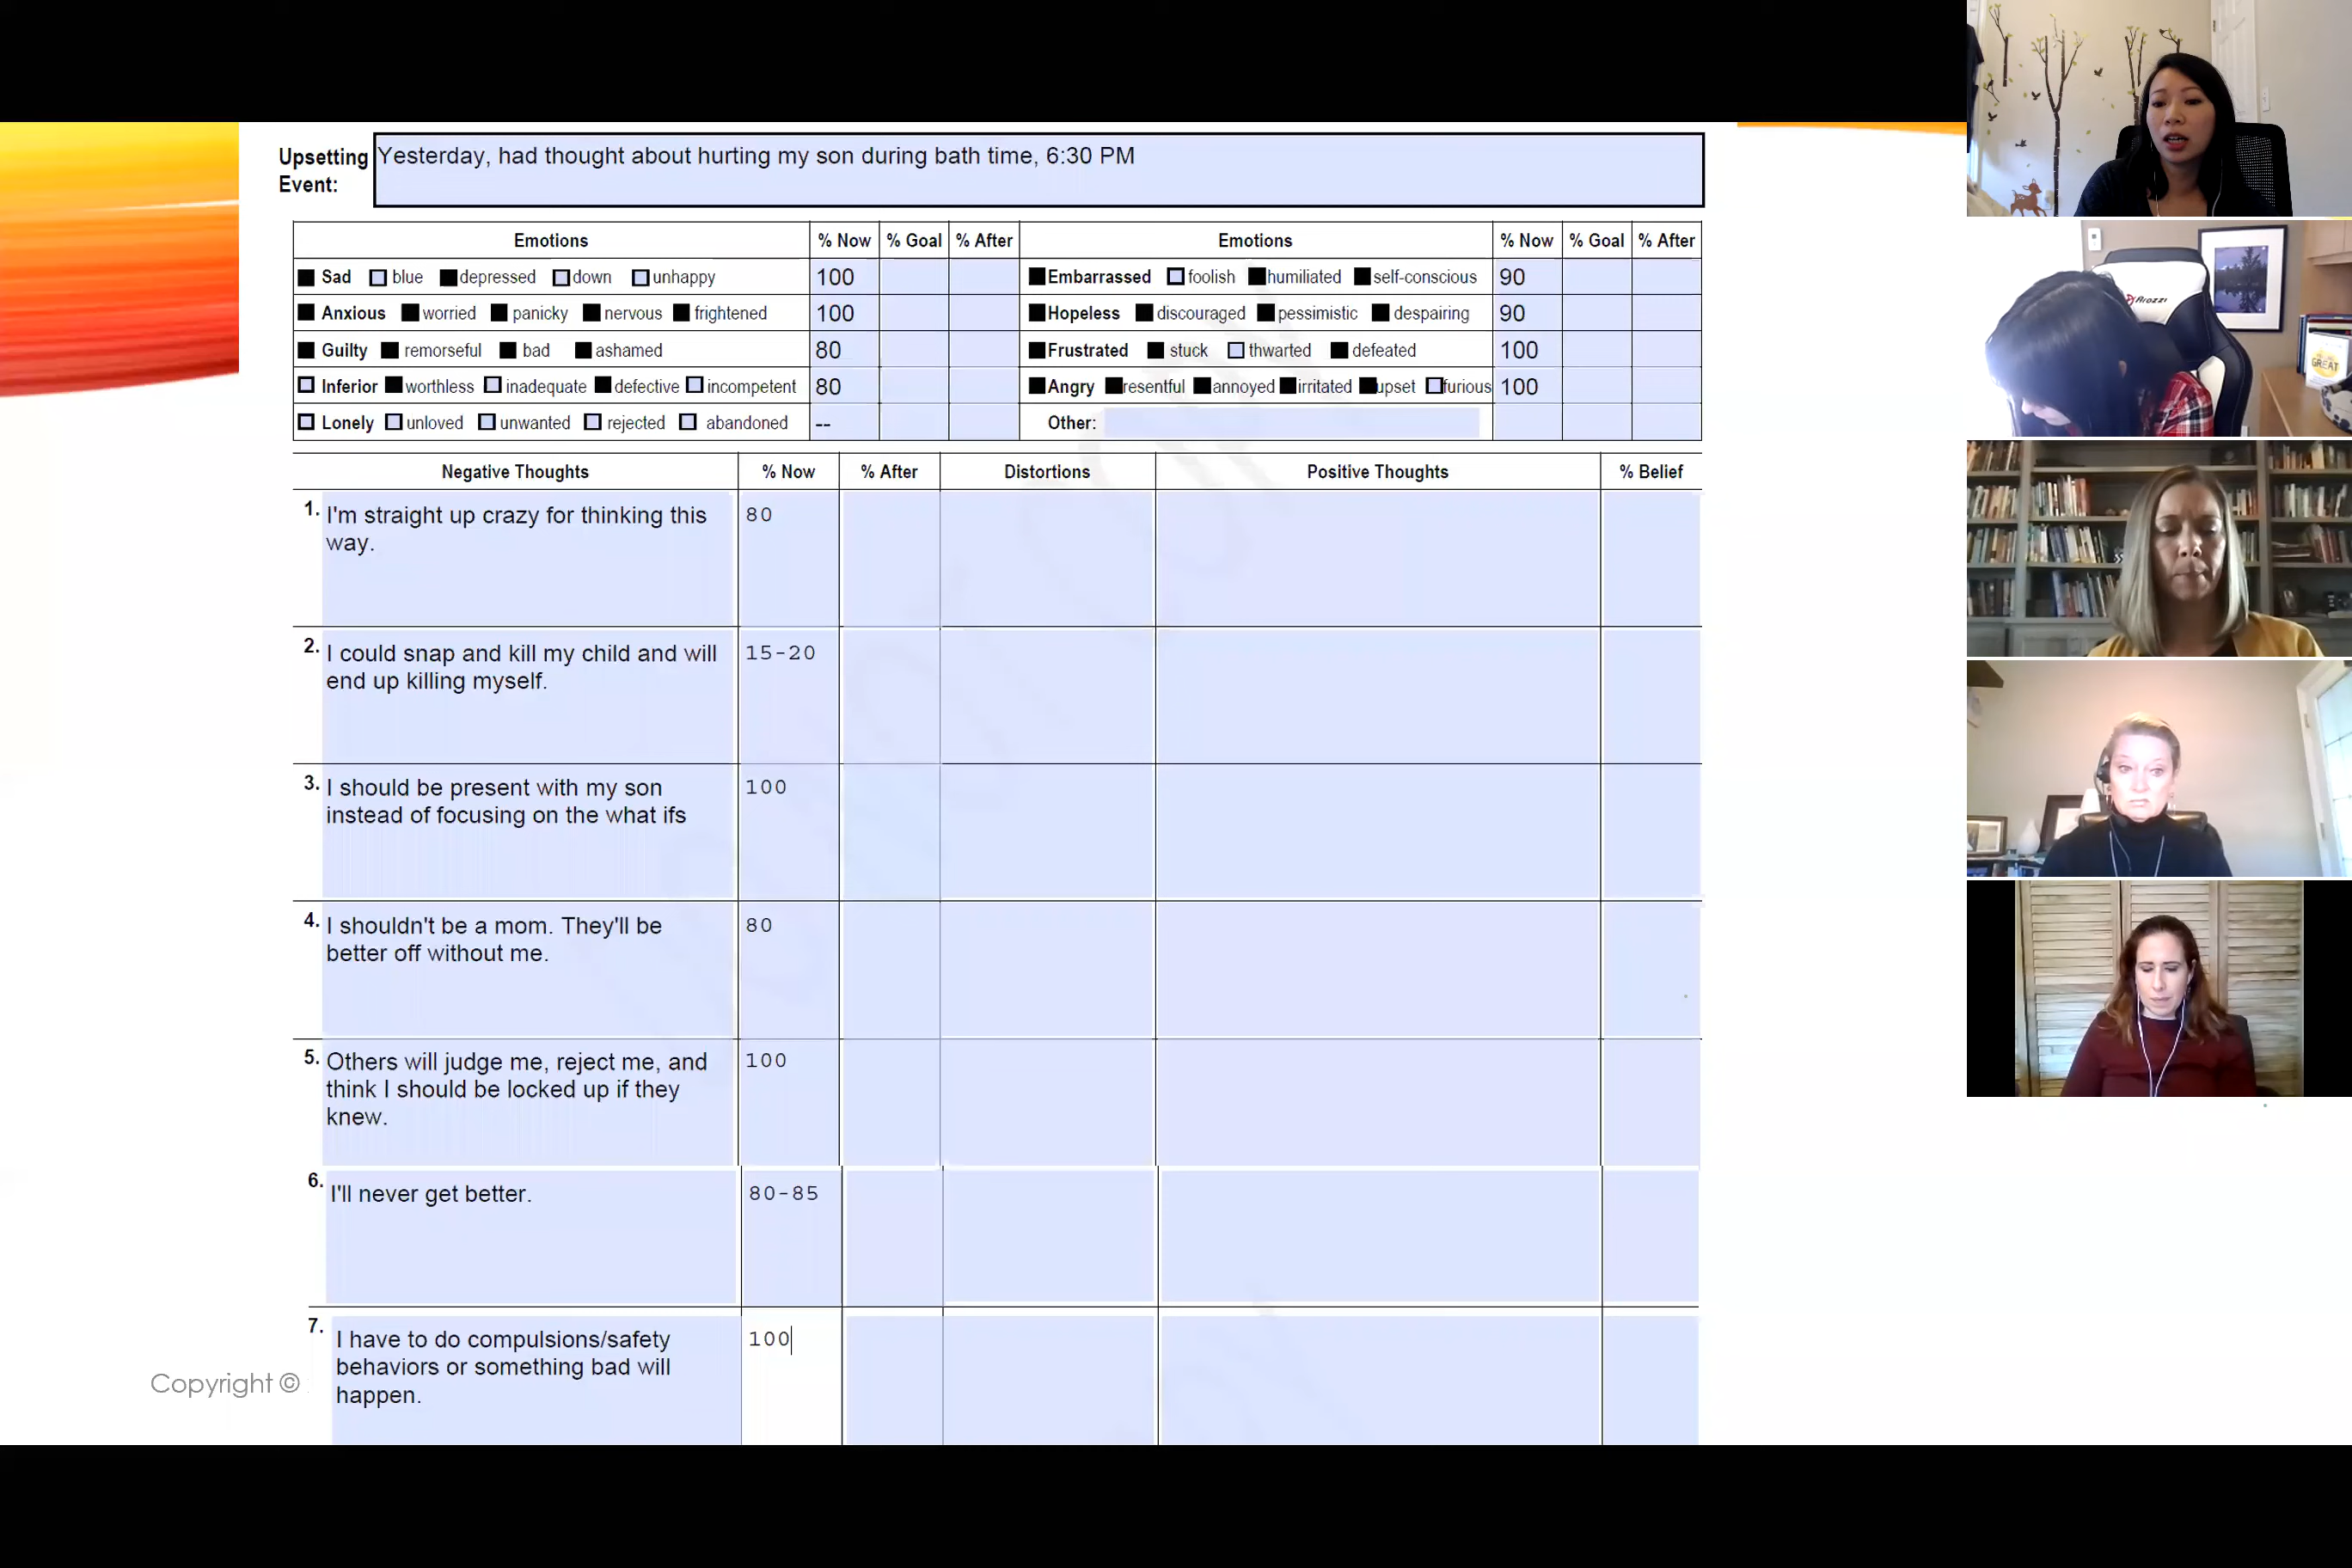 Upsetting Event: Yesterday, had thought about hurting my son during bath time, 6:30 PM
Emotions % Now % Goal % After Emotions % Now % Goal % After
Sad blue depressed down unhappy 100 Embarrassed foolish humiliated self-conscious 90
Anxious worried panicky nervous frightened 100 Hopeless discouraged pessimistic despairing 90
Guilty remorseful bad ashamed 80 Frustrated stuck thwarted defeated 100
Inferior worthless inadequate defective incompetent 80 Angry resentful annoyed irritated upset furious 100
Lonely unloved unwanted rejected abandoned -- Other:
Negative Thoughts % Now % After Distortions Positive Thoughts % Belief
1. I'm straight up crazy for thinking this 80
way.
2. I could snap and kill my child and will 15-20
end up killing myself.
3. I should be present with my son 100
instead of focusing on the what ifs
4. I shouldn't be a mom. They'll be 80
better off without me.
5. Others will judge me, reject me, and 100
think I should be locked up if they
knew.
6. I'll never get better. 80-85
7. I have to do compulsions/safety 100
behaviors or something bad will
happen.
Copyright ©
Arozzi
GREAT